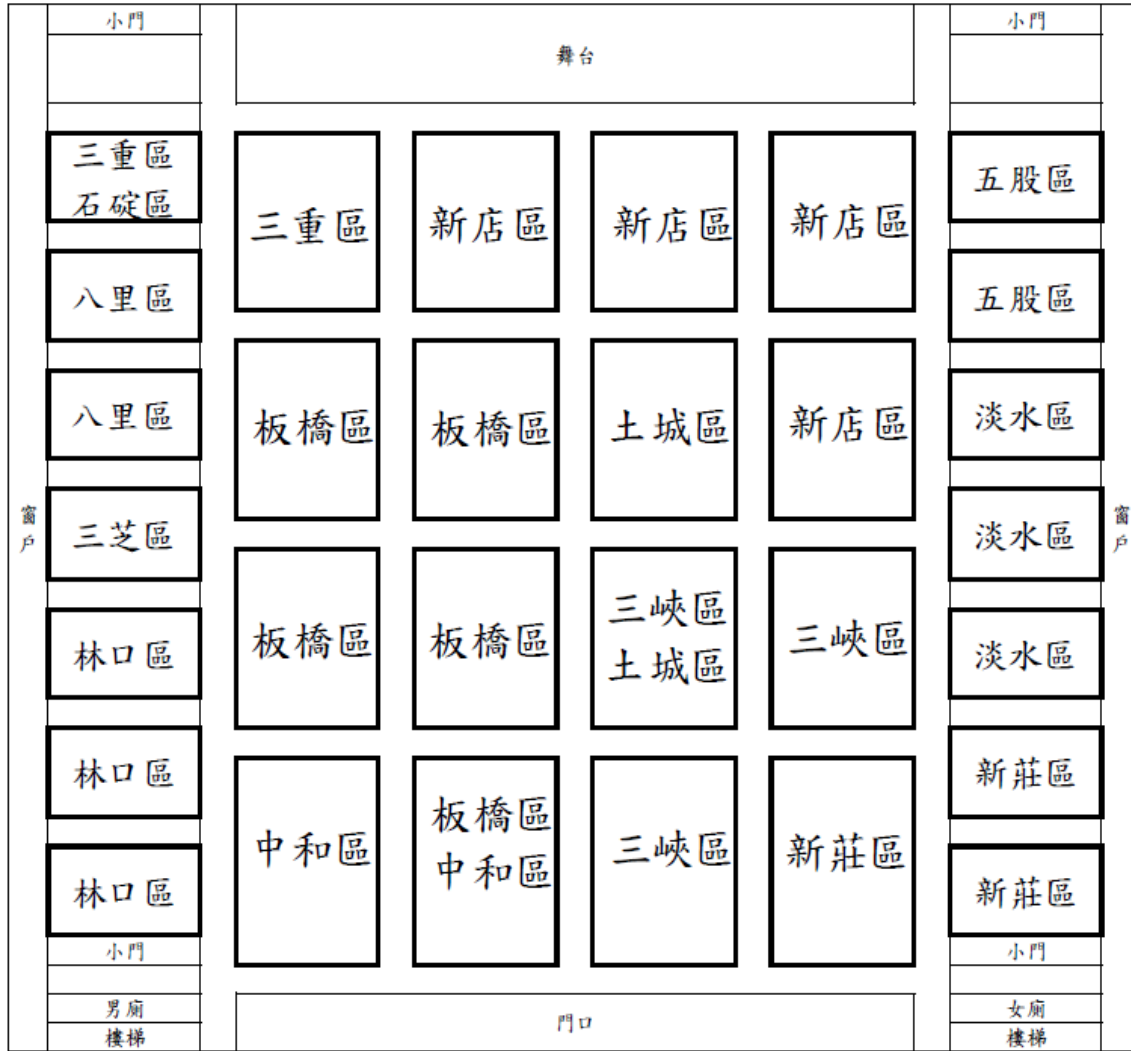 小門
舞台
小門
三重區
石碇區
三重區
新店區
新店區
新店區
五股區
八里區
五股區
八里區
板橋區
板橋區
土城區
新店區
淡水區
窗戶
三芝區
淡水區
窗戶
林口區
板橋區
板橋區
三峽區
土城區
三峽區
淡水區
林口區
新莊區
林口區
中和區
板橋區
中和區
三峽區
新莊區
新莊區
小門
小門
男廁
女廁
樓梯
門口
樓梯